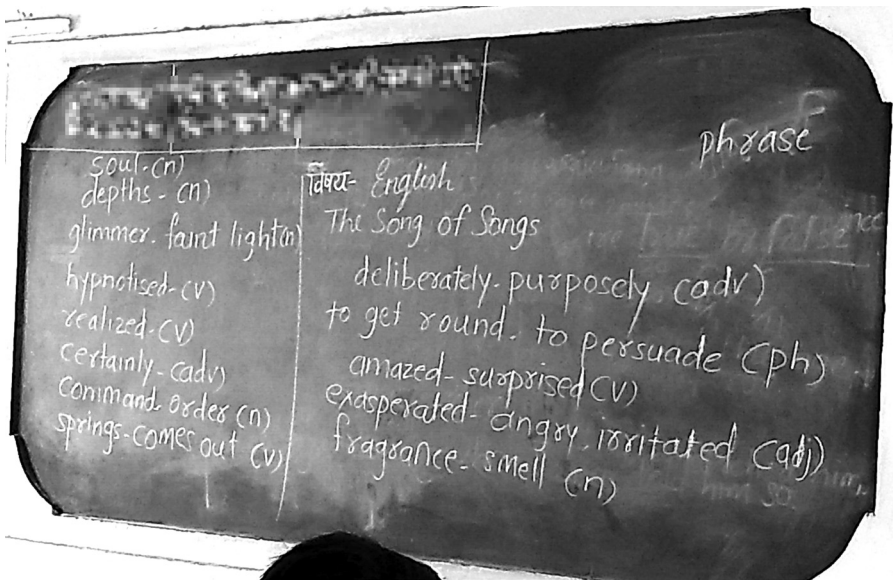 soul-(n)
depths-(n)
glimmer. faint light(n)
hypnotised-(v)
realized-(v)
certainly-(adv)
command. order (n)
springs-comes out (v)
विषय- English
The Song of Songs
deliberately- purposely (adv)
to get round. to persuade (ph)
amazed- surprised (v)
exasperated- angry, irritated (adj)
fragrance- smell (n)
phrase